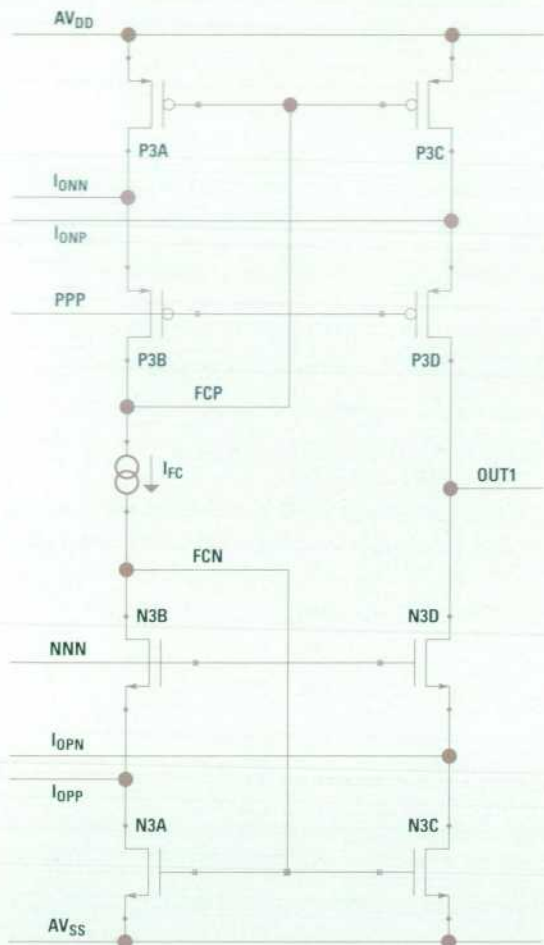 AVDD
P3A P3C
IONN
IONP
PPP
P3B P3D
FCP
IFC
OUT1
FCN
N3B N3D
NNN
IOPN
IOPP
N3A N3C
AVSS